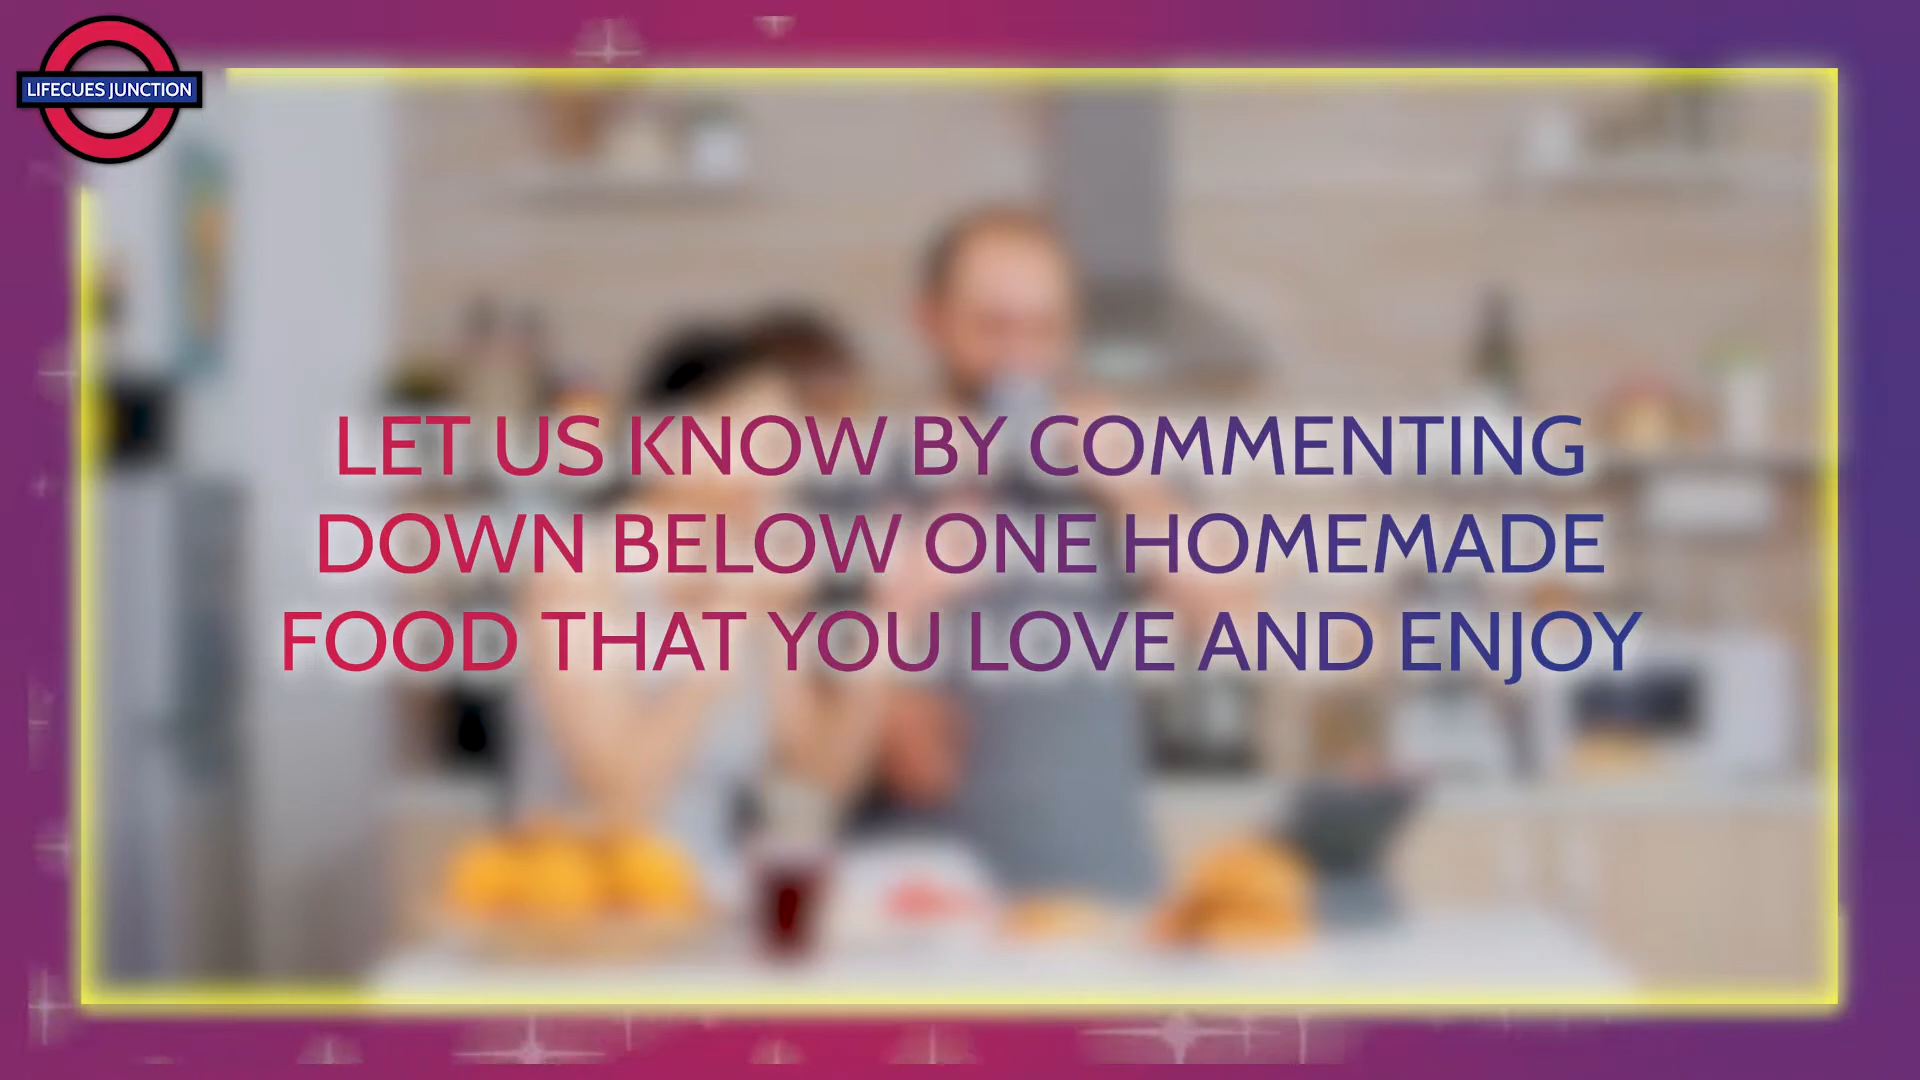 LIFECUES JUNCTION
LET US KNOW BY COMMENTING
DOWN BELOW ONE HOMEMADE
FOOD THAT YOU LOVE AND ENJOY